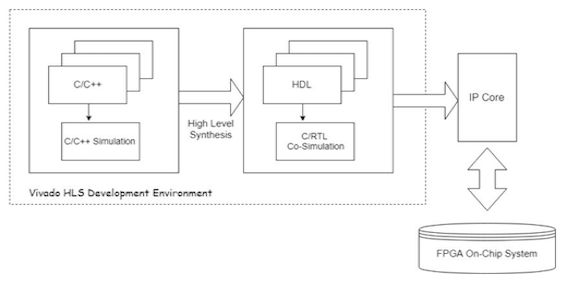 C/C++
C/C++ Simulation
High Level
Synthesis
HDL
C/RTL
Co-Simulation
IP Core
Vivado HLS Development Environment
FPGA On-Chip System